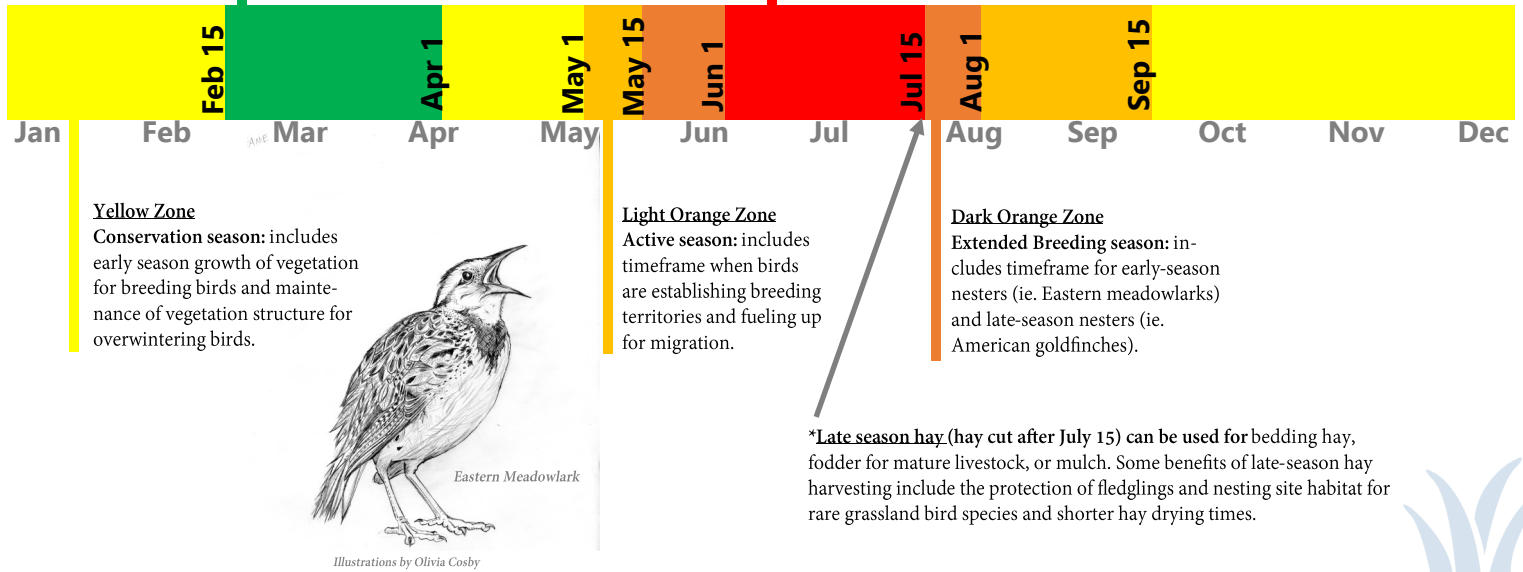 Feb 15
Apr 1
May 1
May 15
Jun 1
Jul 15
Aug 1
Sep 15
Jan Feb Mar Apr May Jun Jul Aug Sep Oct Nov Dec
AME
Yellow Zone
Conservation season: includes
early season growth of vegetation
for breeding birds and mainte-
nance of vegetation structure for
overwintering birds.
Light Orange Zone
Active season: includes
timeframe when birds
are establishing breeding
territories and fueling up
for migration.
Dark Orange Zone
Extended Breeding season: in-
cludes timeframe for early-season
nesters (ie. Eastern meadowlarks)
and late-season nesters (ie.
American goldfinches).
*Late season hay (hay cut after July 15) can be used for bedding hay,
fodder for mature livestock, or mulch. Some benefits of late-season hay
harvesting include the protection of fledglings and nesting site habitat for
rare grassland bird species and shorter hay drying times.
Eastern Meadowlark
Illustrations by Olivia Cosby